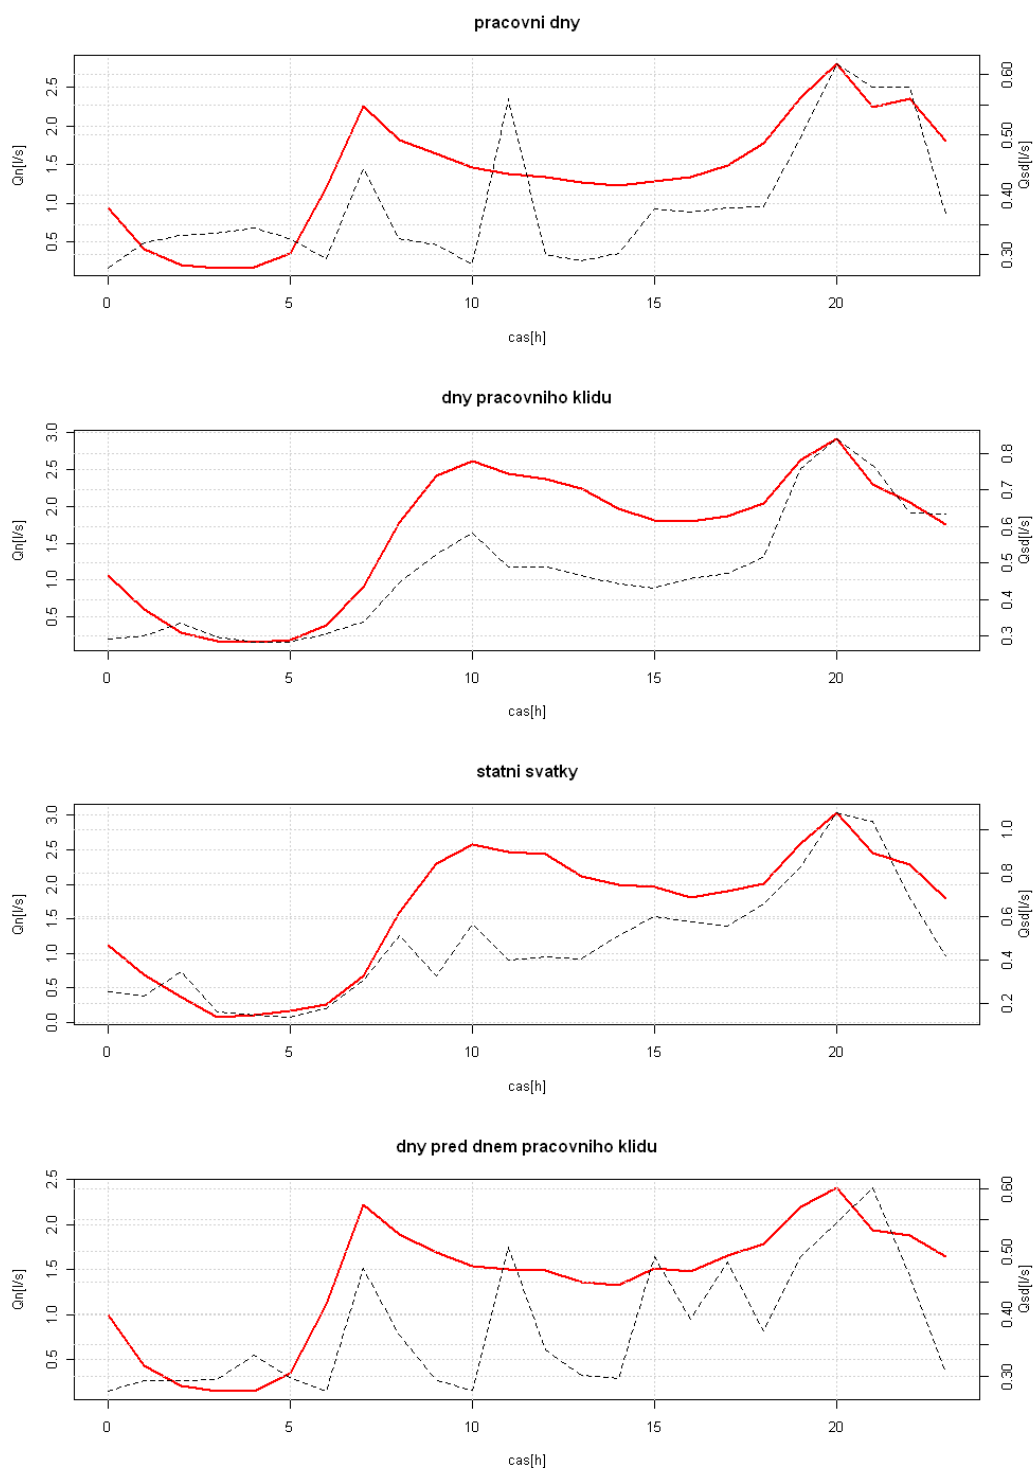 pracovni dny
Qn[l/s]
2.5
2.0
1.5
1.0
0.5
0.60
0.50
0.40
0.30
Qsd[l/s]
0 5 10 15 20
cas[h]
dny pracovniho klidu
Qn[l/s]
3.0
2.5
2.0
1.5
1.0
0.5
0.8
0.7
0.6
0.5
0.4
0.3
Qsd[l/s]
0 5 10 15 20
cas[h]
statni svatky
Qn[l/s]
3.0
2.5
2.0
1.5
1.0
0.5
0.0
1.0
0.8
0.6
0.4
0.2
Qsd[l/s]
0 5 10 15 20
cas[h]
dny pred dnem pracovniho klidu
Qn[l/s]
2.5
2.0
1.5
1.0
0.5
0.60
0.50
0.40
0.30
Qsd[l/s]
0 5 10 15 20
cas[h]